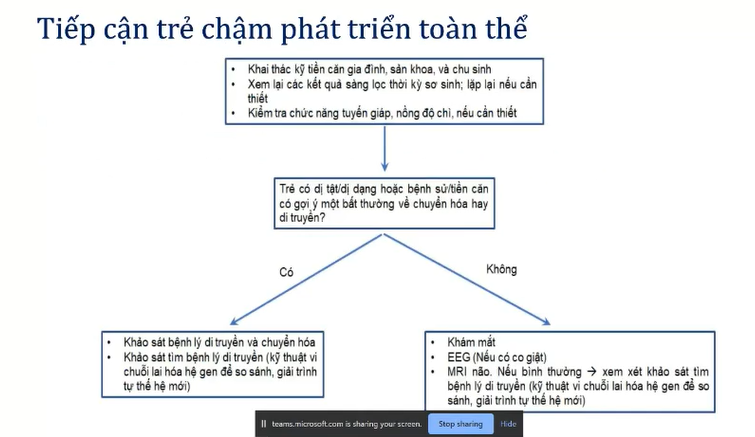 Tiếp cận trẻ chậm phát triển toàn thể
• Khai thác kỹ tiền căn gia đình, sản khoa, và chu sinh
• Xem lại các kết quả sàng lọc thời kỳ sơ sinh; lặp lại nếu cần
thiết
• Kiểm tra chức năng tuyến giáp, nồng độ chì, nếu cần thiết
Trẻ có dị tật/dị dạng hoặc bệnh sử/tiền căn
có gợi ý một bất thường về chuyển hóa hay
di truyền?
Có
Không
• Khảo sát bệnh lý di truyền và chuyển hóa
• Khảo sát tìm bệnh lý di truyền (kỹ thuật vi
chuỗi lai hóa hệ gen để so sánh, giải trình
tự thế hệ mới)
• Khám mắt
• EEG (Nếu có co giật)
• MRI não. Nếu bình thường → xem xét khảo sát tìm
bệnh lý di truyền (kỹ thuật vi chuỗi lai hóa hệ gen để so
sánh, giải trình tự thế hệ mới)
teams.microsoft.com is sharing your screen.
Stop sharing
Hide